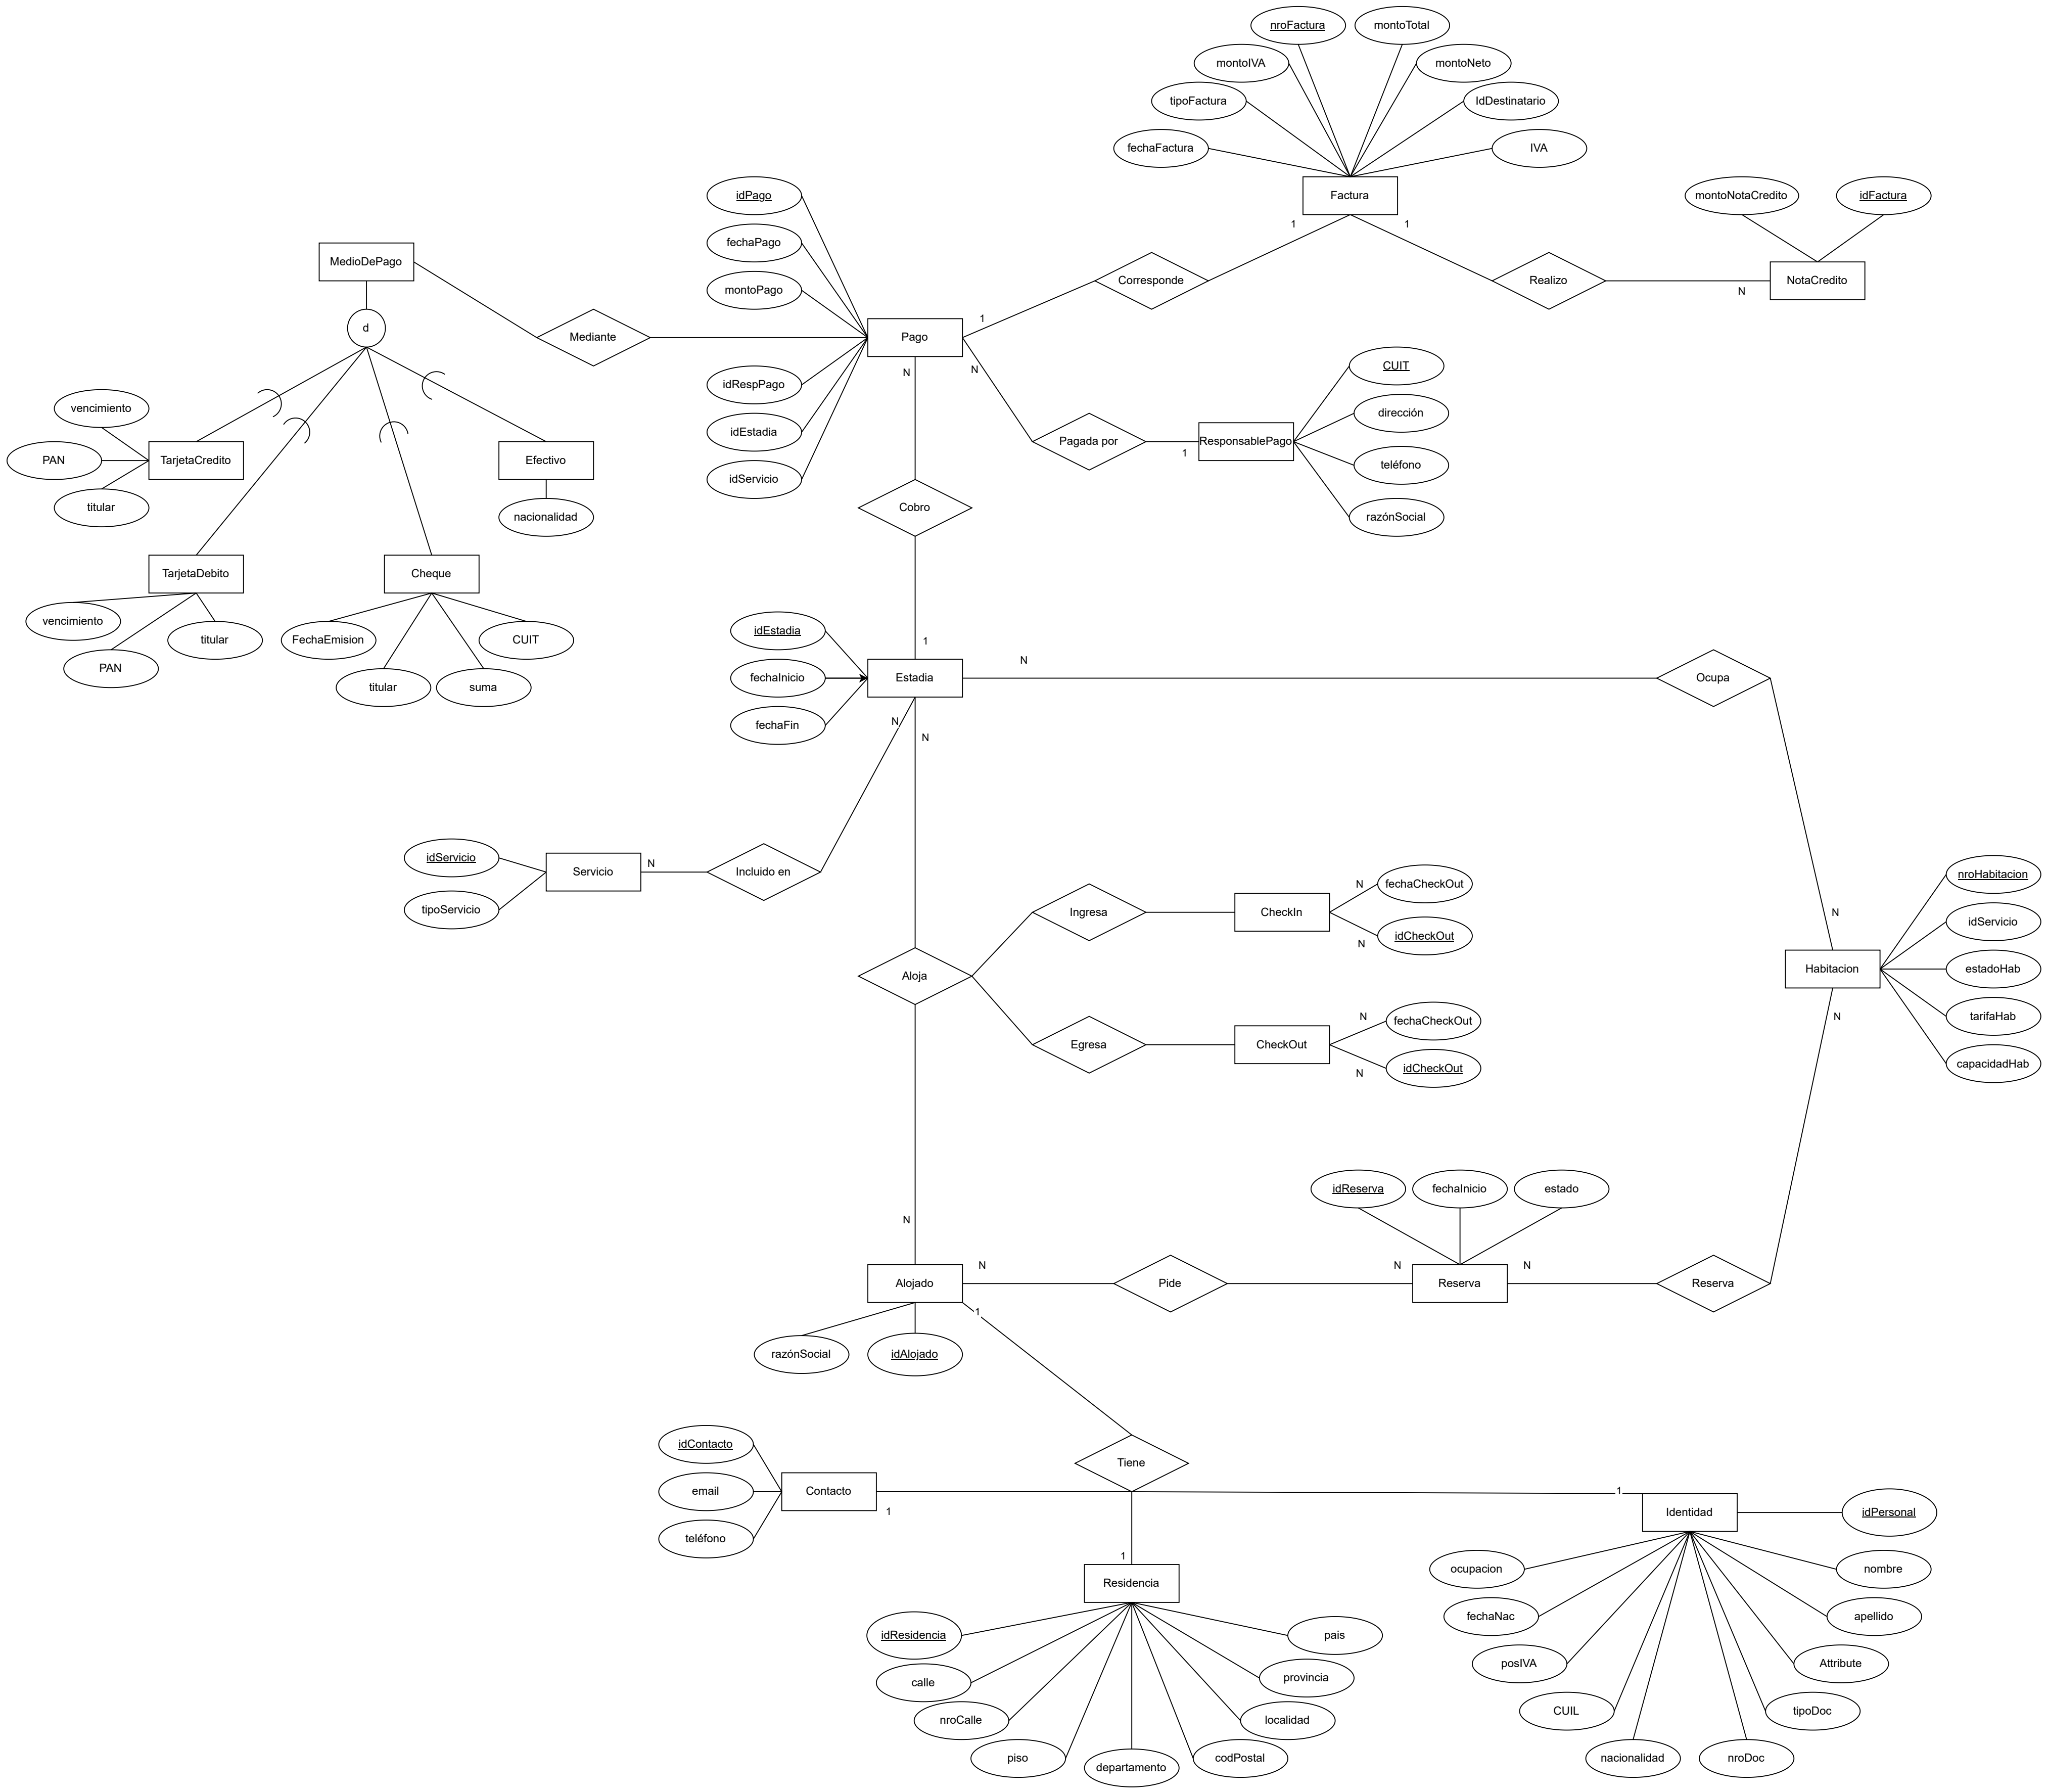 nroFactura
montoTotal
montoIVA
montoNeto
tipoFactura
IdDestinatario
fechaFactura
IVA
Factura
1
1
montoNotaCredito
idFactura
NotaCredito
Realizo
N
Corresponde
1
idPago
fechaPago
montoPago
idRespPago
idEstadia
idServicio
Pago
N
N
Mediante
MedioDePago
d
vencimiento
PAN
titular
TarjetaCredito
Efectivo
nacionalidad
TarjetaDebito
vencimiento
PAN
titular
Cheque
FechaEmision
titular
suma
CUIT
Pagada por
1
ResponsablePago
CUIT
dirección
teléfono
razónSocial
Cobro
1
idEstadia
fechaInicio
fechaFin
Estadia
N
N
N
Ocupa
idServicio
tipoServicio
Servicio
N
Incluido en
Ingresa
CheckIn
N
fechaCheckOut
N
idCheckOut
Aloja
Egresa
CheckOut
N
fechaCheckOut
N
idCheckOut
N
Habitacion
N
nroHabitacion
idServicio
estadoHab
tarifaHab
capacidadHab
idReserva
fechaInicio
estado
N
Alojado
N
Pide
N
Reserva
N
Reserva
1
razónSocial
idAlojado
Tiene
idContacto
email
teléfono
Contacto
1
1
Identidad
idPersonal
1
Residencia
ocupacion
nombre
fechaNac
apellido
posIVA
Attribute
CUIL
tipoDoc
nacionalidad
nroDoc
idResidencia
pais
calle
provincia
nroCalle
localidad
piso
departamento
codPostal